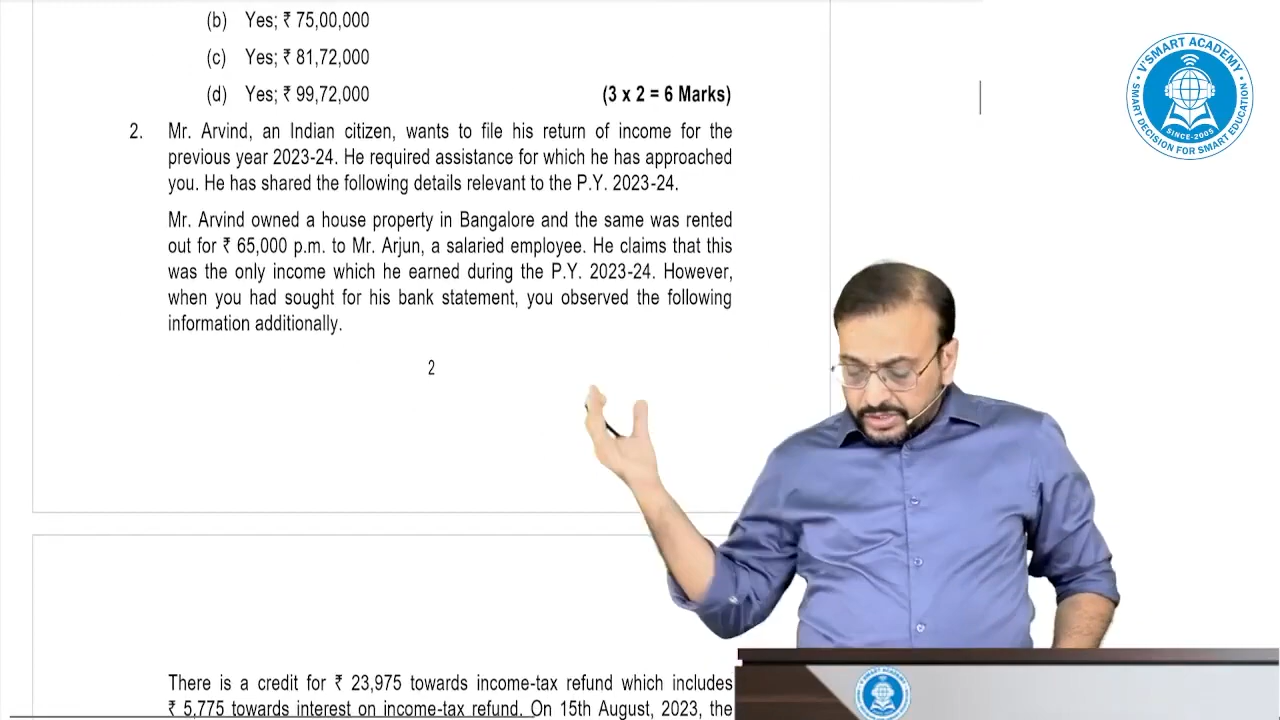 (b) Yes; ₹ 75,00,000
(c) Yes; ₹ 81,72,000
(d) Yes; ₹ 99,72,000 (3 x 2 = 6 Marks)
2. Mr. Arvind, an Indian citizen, wants to file his return of income for the
previous year 2023-24. He required assistance for which he has approached
you. He has shared the following details relevant to the P.Y. 2023-24.
Mr. Arvind owned a house property in Bangalore and the same was rented
out for ₹ 65,000 p.m. to Mr. Arjun, a salaried employee. He claims that this
was the only income which he earned during the P.Y. 2023-24. However,
when you had sought for his bank statement, you observed the following
information additionally.
2
There is a credit for ₹ 23,975 towards income-tax refund which includes
₹ 5,775 towards interest on income-tax refund. On 15th August, 2023, the
V'SMART ACADEMY
SMART DECISION FOR SMART EDUCATION
SINCE-2005